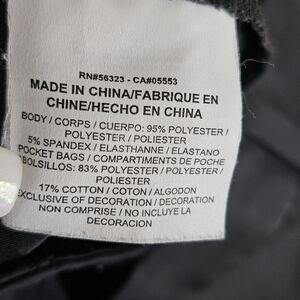 RN#56323 - CA#05553
MADE IN CHINA/FABRIQUE EN
CHINE/HECHO EN CHINA
BODY / CORPS / CUERPO: 95% POLYESTER /
POLYESTER / POLIESTER
5% SPANDEX / ELASTHANNE / ELASTANO
POCKET BAGS / COMPARTIMENTS DE POCHE
BOLSILLOS: 83% POLYESTER / POLYESTER /
POLIESTER
17% COTTON / COTON / ALGODON
EXCLUSIVE OF DECORATION / DECORATION
NON COMPRISE / NO INCLUYE LA
DECORACION